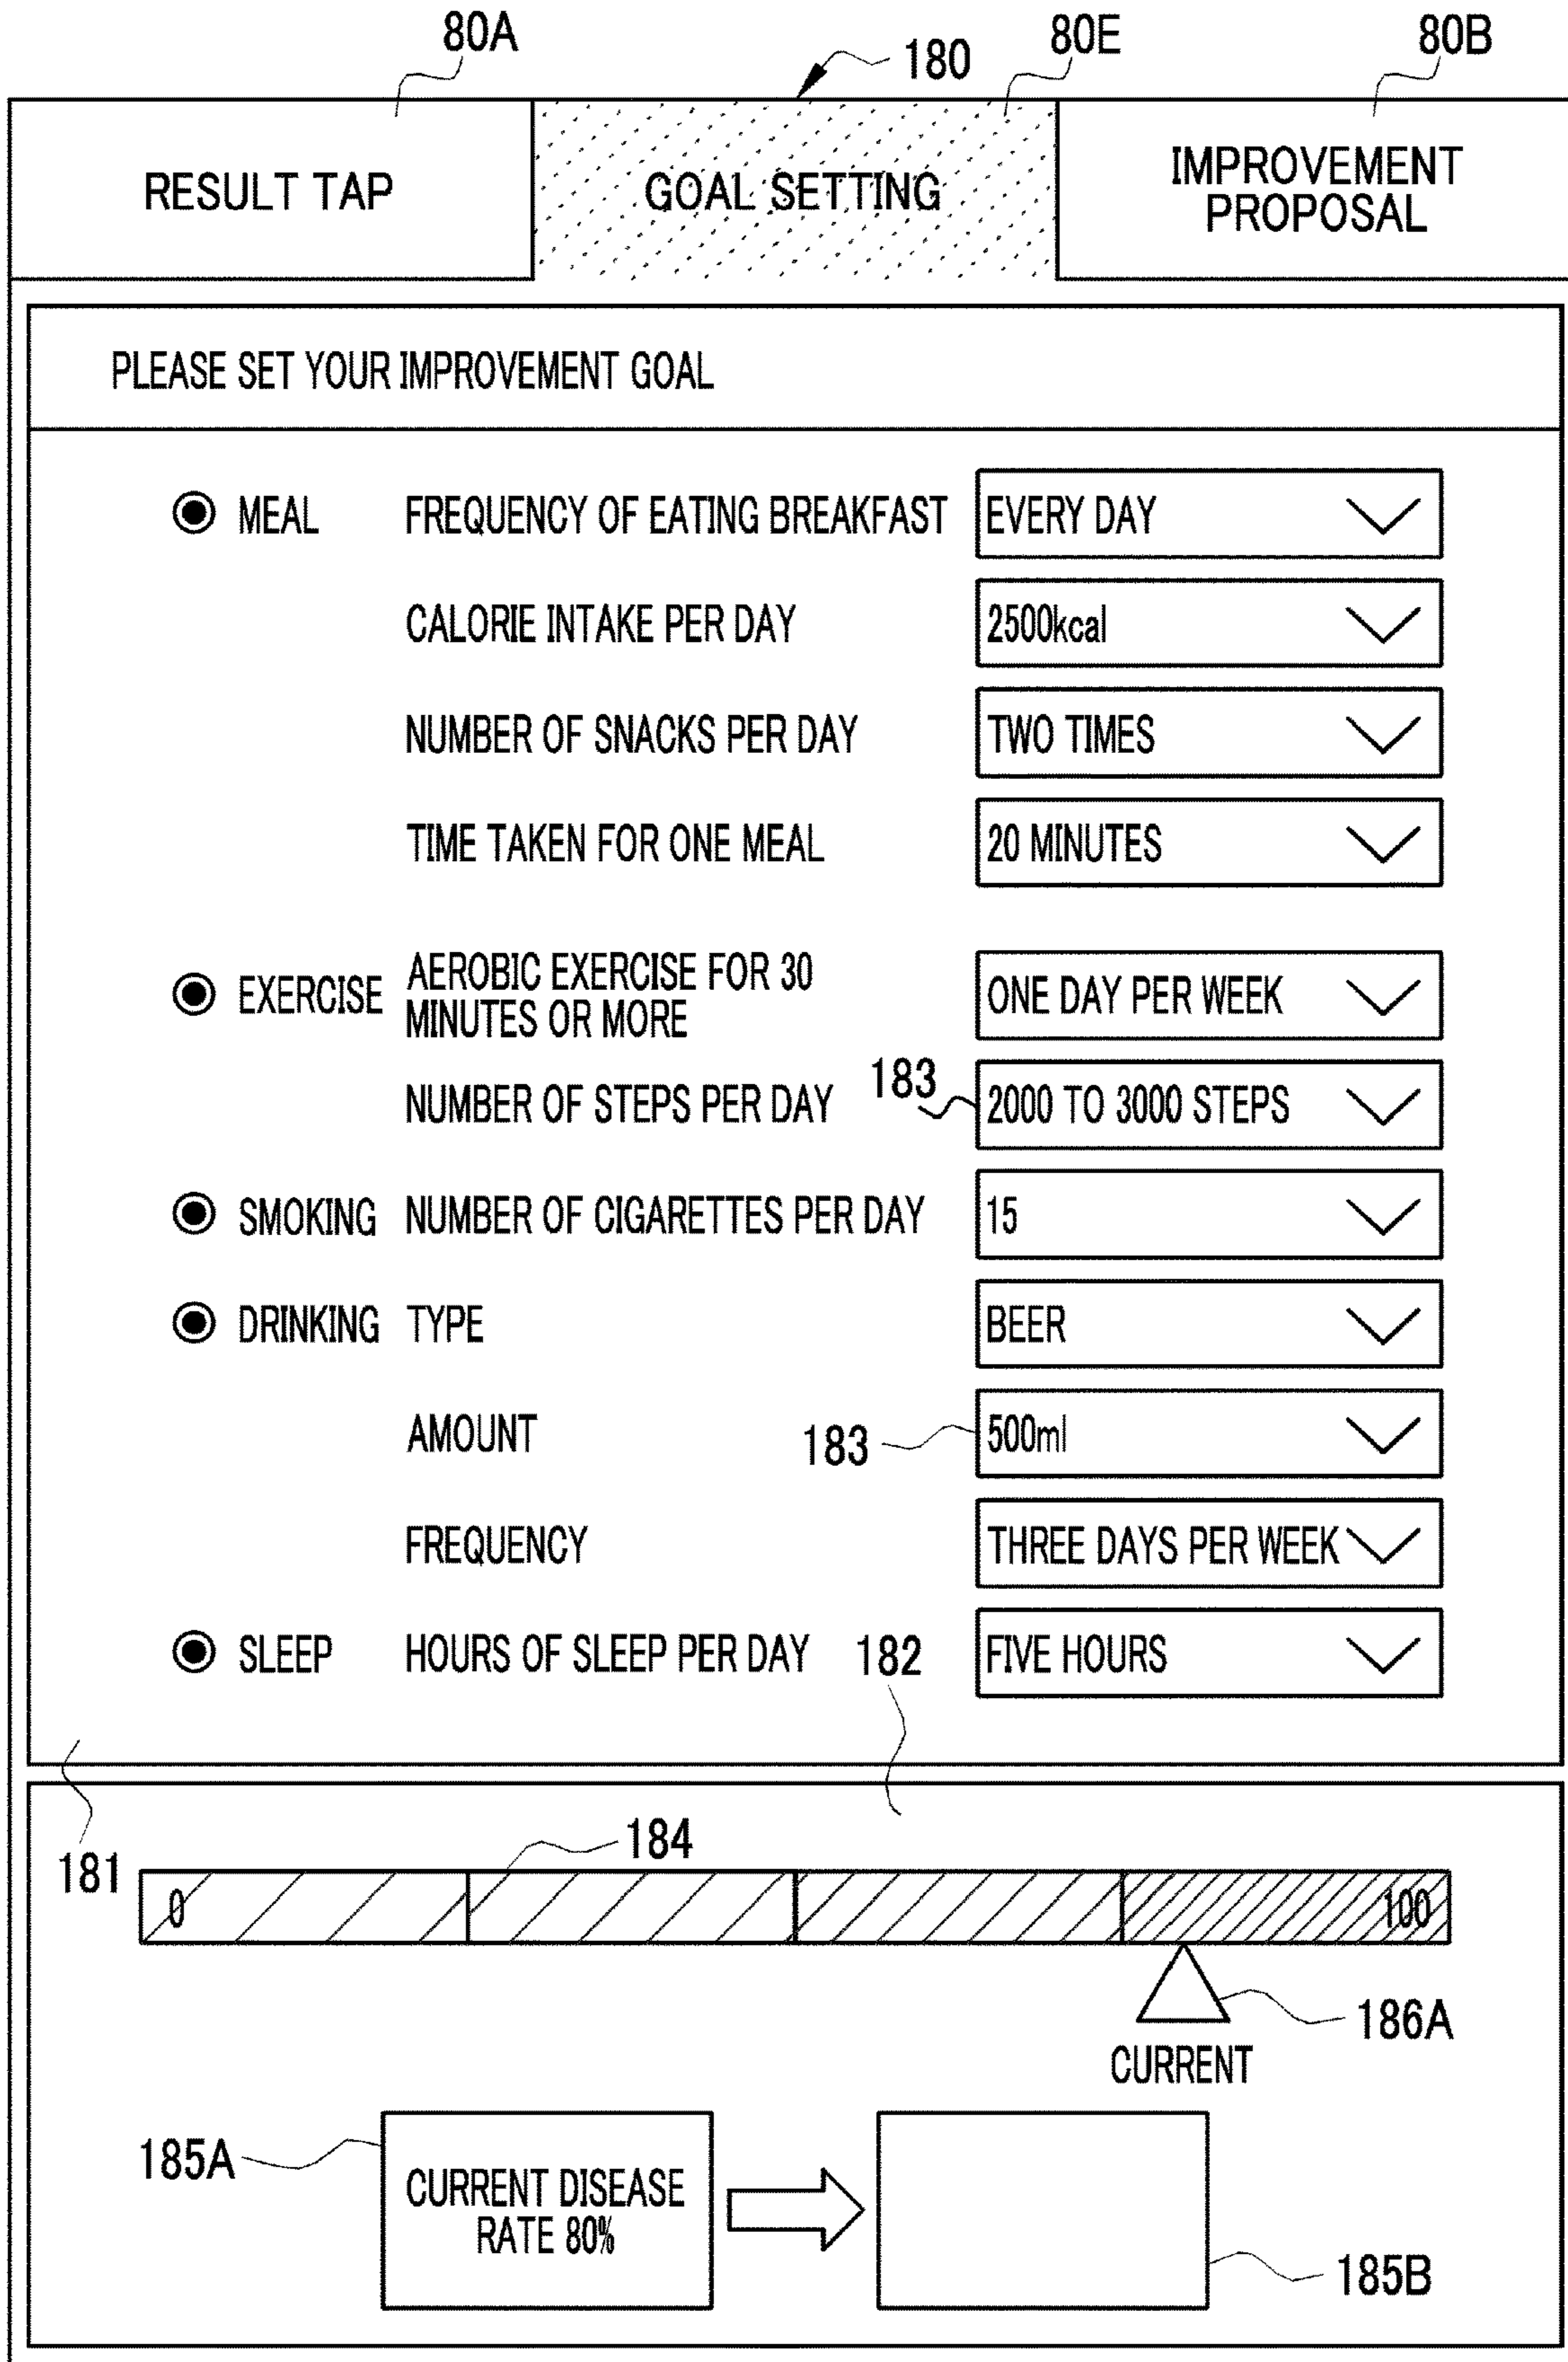 80A
180
80E
80B
RESULT TAP
GOAL SETTING
IMPROVEMENT
PROPOSAL
PLEASE SET YOUR IMPROVEMENT GOAL
MEAL FREQUENCY OF EATING BREAKFAST EVERY DAY
CALORIE INTAKE PER DAY 2500kcal
NUMBER OF SNACKS PER DAY TWO TIMES
TIME TAKEN FOR ONE MEAL 20 MINUTES
EXERCISE
AEROBIC EXERCISE FOR 30
MINUTES OR MORE
ONE DAY PER WEEK
NUMBER OF STEPS PER DAY 183 2000 TO 3000 STEPS
SMOKING NUMBER OF CIGARETTES PER DAY 15
DRINKING TYPE BEER
AMOUNT 183 500ml
FREQUENCY THREE DAYS PER WEEK
SLEEP HOURS OF SLEEP PER DAY 182 FIVE HOURS
181
184
0 100
186A
CURRENT
185A
CURRENT DISEASE
RATE 80%
185B